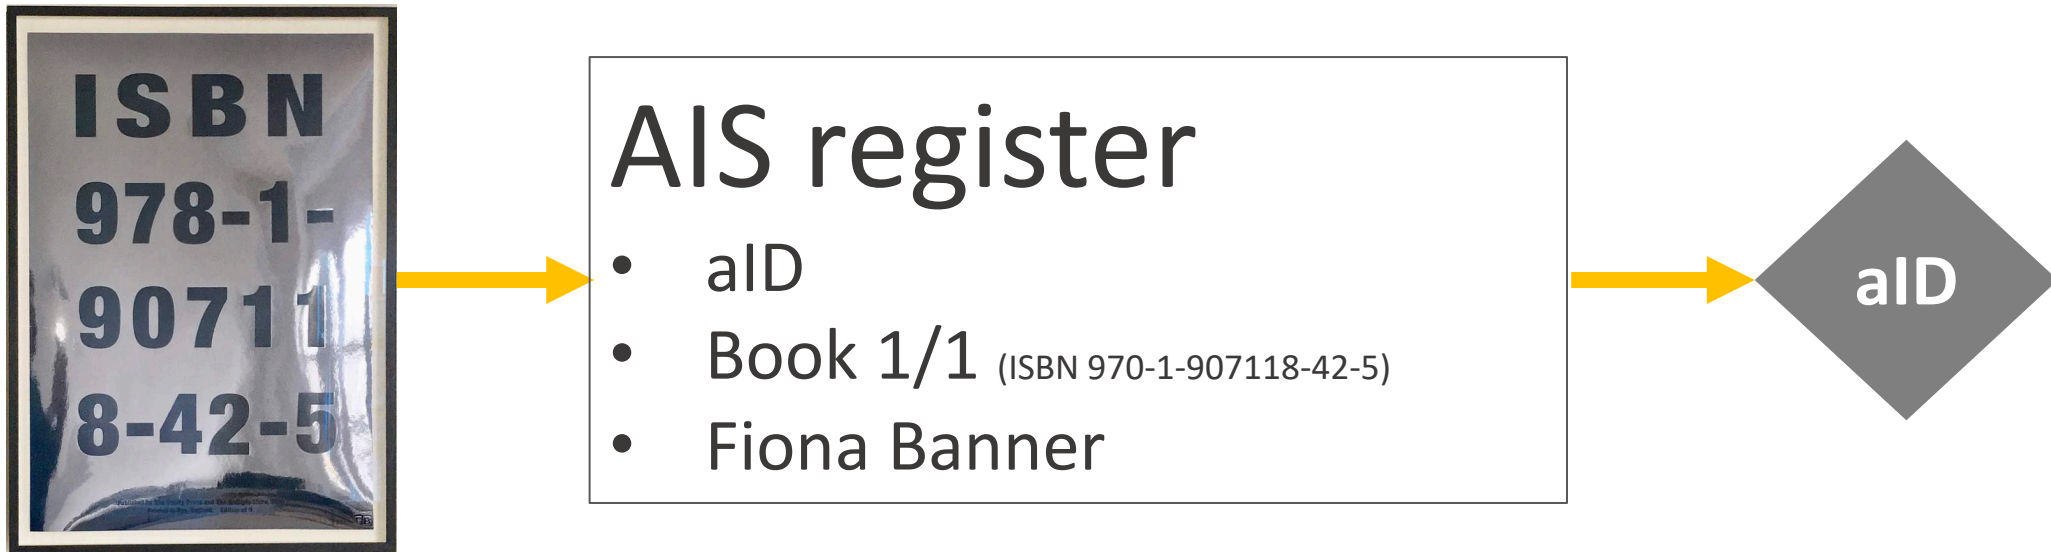 ISBN
978-1-
90711
8-42-5
AIS register
• aID
• Book 1/1 (ISBN 970-1-907118-42-5)
• Fiona Banner
aID